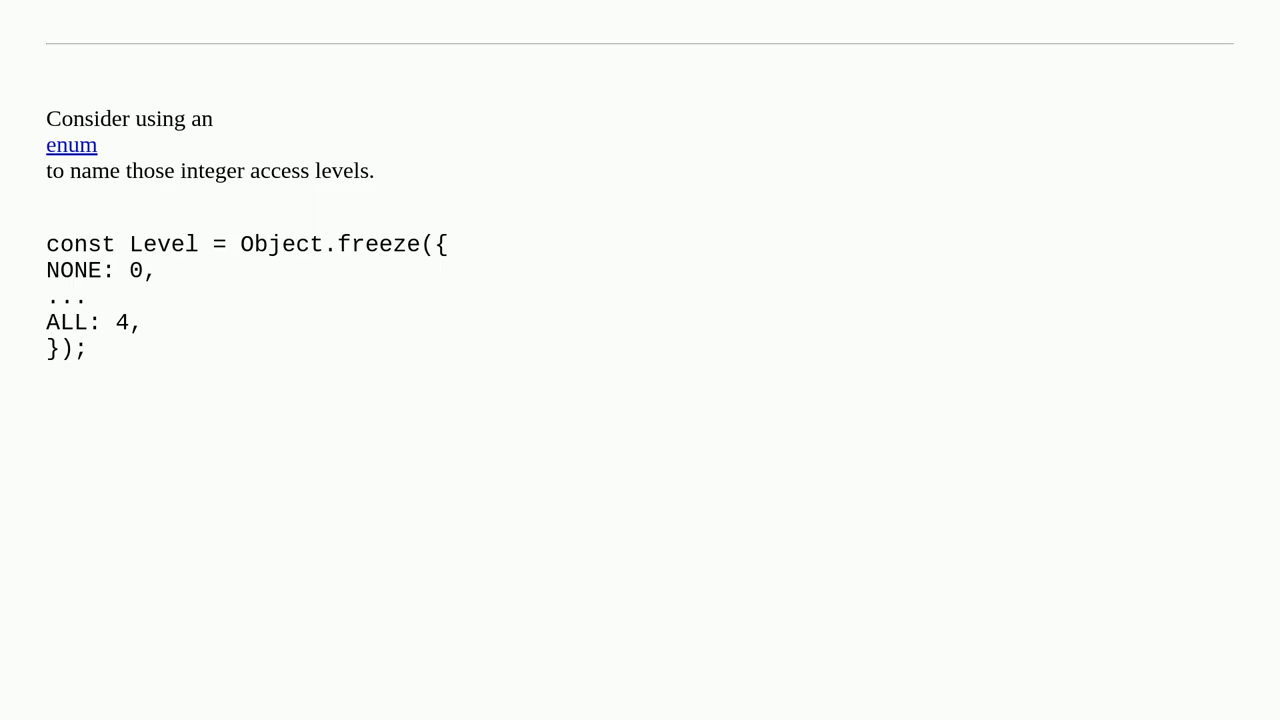 Consider using an
enum
to name those integer access levels.
const Level = Object.freeze({
NONE: 0,
...
ALL: 4,
});